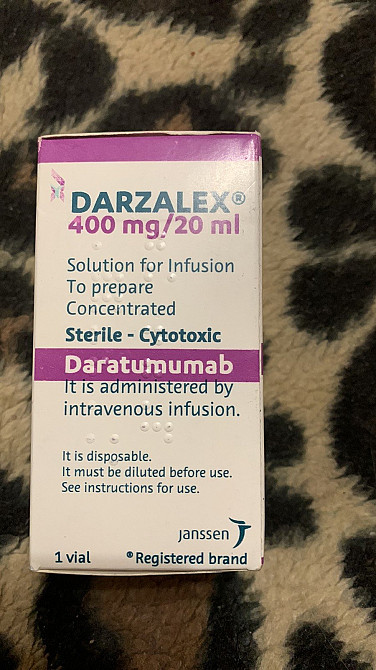 DARZALEX®
400 mg/20 ml
Solution for Infusion
To prepare
Concentrated
Sterile - Cytotoxic
Daratumumab
It is administered by
intravenous infusion.
It is disposable.
It must be diluted before use.
See instructions for use.
janssen
1 vial ®Registered brand